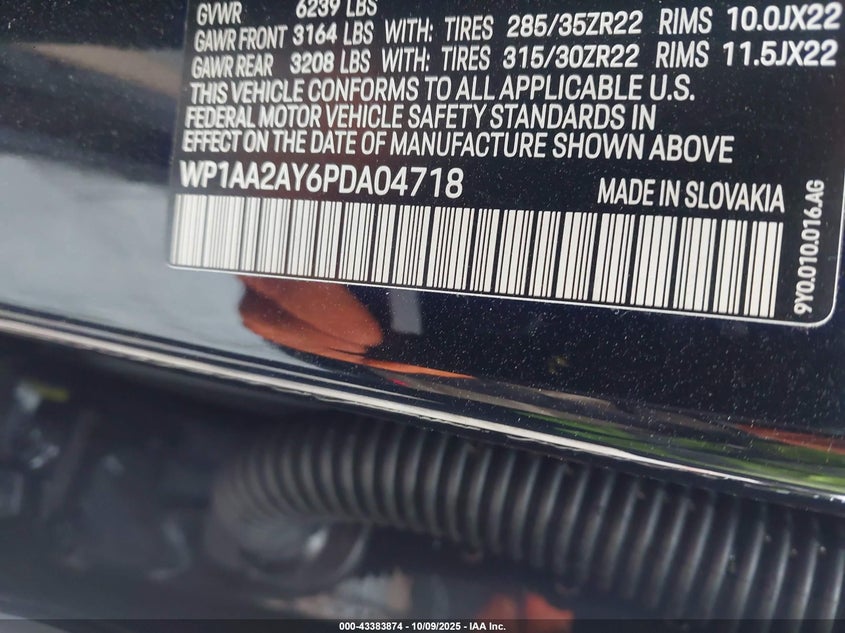 GVWR 6239 LBS
GAWR FRONT 3164 LBS WITH: TIRES 285/35ZR22 RIMS 10.0JX22
GAWR REAR 3208 LBS WITH: TIRES 315/30ZR22 RIMS 11.5JX22
THIS VEHICLE CONFORMS TO ALL APPLICABLE U.S.
FEDERAL MOTOR VEHICLE SAFETY STANDARDS IN
EFFECT ON THE DATE OF MANUFACTURE SHOWN ABOVE
WP1AA2AY6PDA04718 MADE IN SLOVAKIA
9Y0.010.016.AG
000-43383874 - 10/09/2025 - IAA Inc.